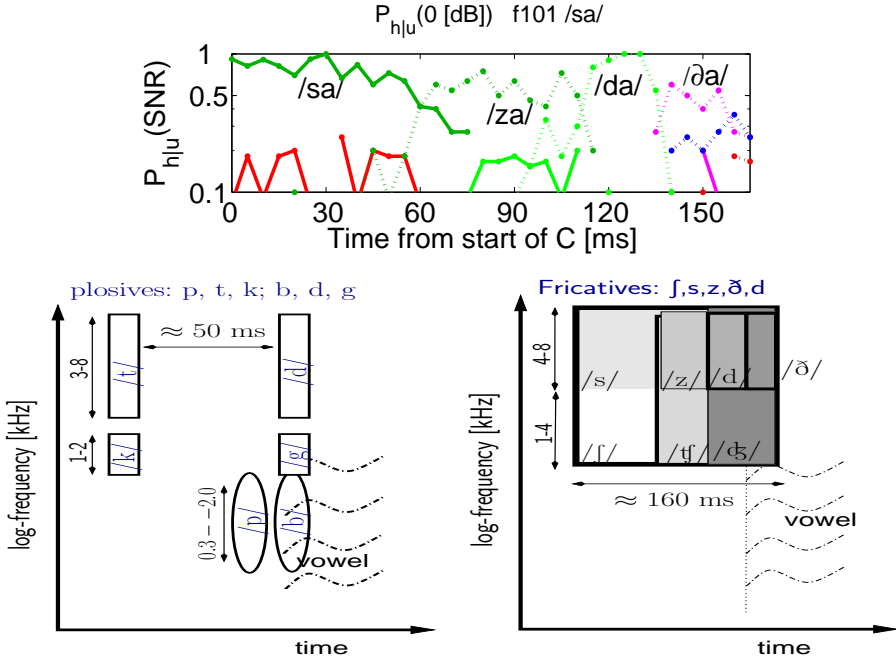 P_{h|u}(0 [dB]) f101 /sa/
P_{h|u}(SNR)
1
0.5
0.1
/sa/
/za/
/da/
/∂a/
0 30 60 90 120 150
Time from start of C [ms]
plosives: p, t, k; b, d, g
≈ 50 ms
log-frequency [kHz]
3-8
1-2
0.3−−2.0
/t/
/d/
/k/
/g/
/p/
/b/
vowel
time
Fricatives: ʃ,s,z,ð,d
log-frequency [kHz]
4-8
1-4
/s/ /z/ /d/ /ð/
/ʃ/ /ʧ/ /ʤ/
≈ 160 ms
vowel
time